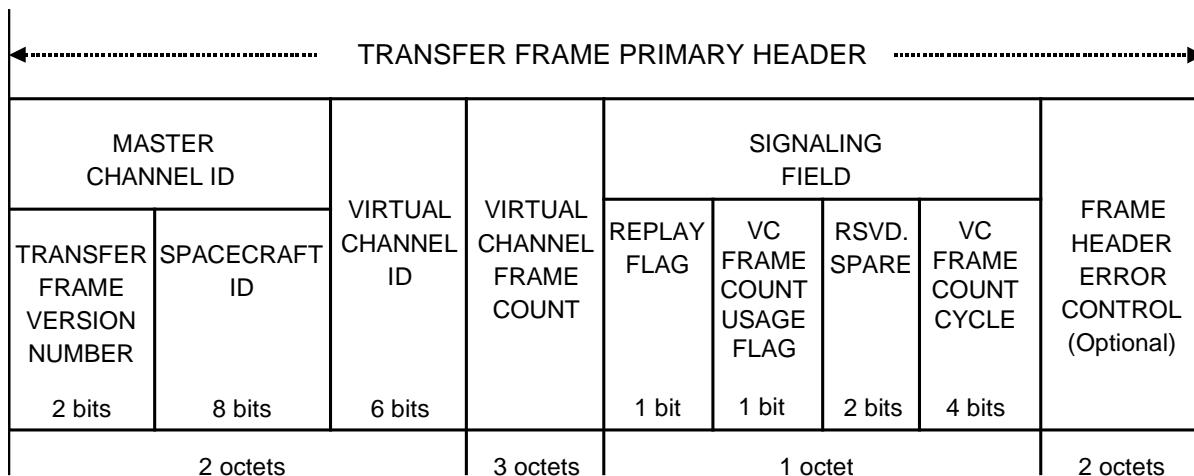 TRANSFER FRAME PRIMARY HEADER
MASTER
CHANNEL ID
TRANSFER
FRAME
VERSION
NUMBER
2 bits
SPACECRAFT
ID
8 bits
VIRTUAL
CHANNEL
ID
6 bits
2 octets
VIRTUAL
CHANNEL
FRAME
COUNT
3 octets
SIGNALING
FIELD
REPLAY
FLAG
1 bit
VC
FRAME
COUNT
USAGE
FLAG
1 bit
RSVD.
SPARE
2 bits
VC
FRAME
COUNT
CYCLE
4 bits
1 octet
FRAME
HEADER
ERROR
CONTROL
(Optional)
2 octets